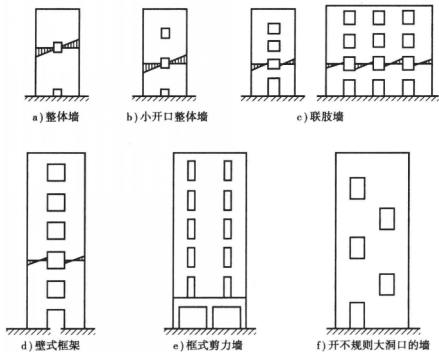 a)整体墙
b)小开口整体墙
c)联肢墙
d)壁式框架
e)框式剪力墙
f)开不规则大洞口的墙